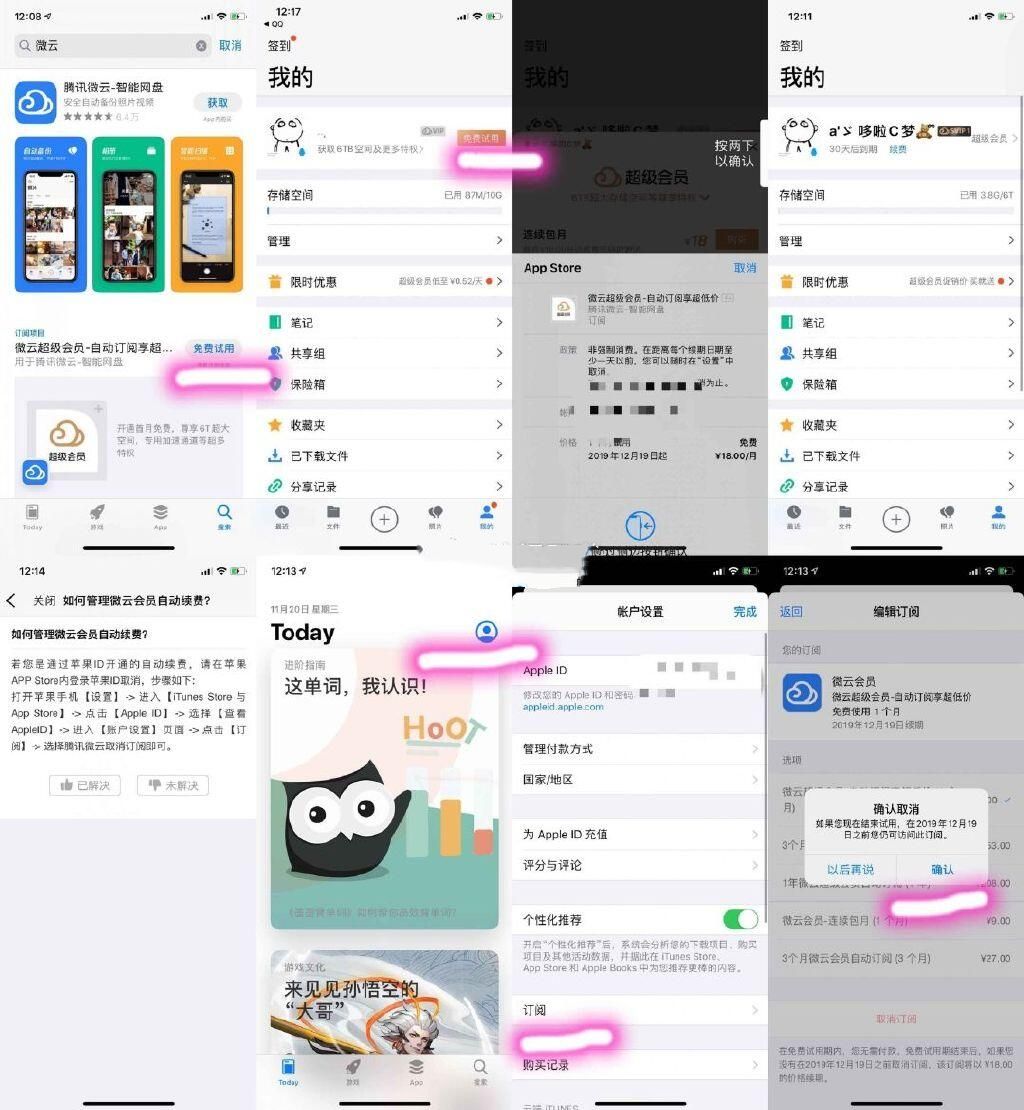 12:08
微云
取消
腾讯微云-智能网盘
安全自动备份照片视频
6.4万
获取
App内购买
自动备份
相册
智能扫描
订阅项目
微云超级会员-自动订阅享超...
用于腾讯微云-智能网盘
免费试用
超级会员
开通首月免费，尊享6T超大
空间，专用加速通道等超多
特权
Today
游戏
App
搜索
12:17
QQ
签到
我的
VIP
免费试用
获取6TB空间及更多特权
存储空间
已用 87M/10G
管理
限时优惠
超级会员低至¥0.52/天
笔记
共享组
保险箱
收藏夹
已下载文件
分享记录
最近
文件
照片
我的
签到
我的
按两下
以确认
超级会员
连续包月
¥18
App Store
取消
微云超级会员-自动订阅享超低价
腾讯微云-智能网盘
订阅
政策
非强制消费。在距离每个续期日期至
少一天以前，您可以随时在“设置”中
取消。
消为止。
价格
试用
免费
2019年12月19日起
¥18.00/月
12:11
签到
我的
a'ゞ 哆啦C梦
SVIP1
超级会员
30天后到期
续费
存储空间
已用 3.8G/6T
管理
限时优惠
超级会员促销价 买就送
笔记
共享组
保险箱
收藏夹
已下载文件
分享记录
最近
文件
照片
我的
12:14
关闭
如何管理微云会员自动续费?
如何管理微云会员自动续费?
若您是通过苹果ID开通的自动续费，请在苹果
APP Store内登录苹果ID取消，步骤如下:
打开苹果手机【设置】-> 进入【iTunes Store 与
App Store】-> 点击【Apple ID】-> 选择【查看
AppleID】-> 进入【账户设置】页面 -> 点击【订
阅】-> 选择腾讯微云取消订阅即可。
已解决
未解决
12:13
11月20日 星期三
Today
进阶指南
这单词，我认识!
HoOT
《墨墨背单词》如何帮你高效背单词?
游戏文化
来见见孙悟空的
“大哥”
Today
游戏
App
搜索
帐户设置
完成
Apple ID
修改您的 Apple ID 和密码
appleid.apple.com
管理付款方式
国家/地区
为 Apple ID 充值
评分与评论
个性化推荐
开启“个性化推荐”后，系统会分析您的下载项目、购买
项目及其他活动数据，并据此在 iTunes Store、
App Store 和 Apple Books 中为您推荐更棒的内容。
订阅
购买记录
12:13
返回
编辑订阅
您的订阅
微云会员
微云超级会员-自动订阅享超低价
免费使用 1 个月
2019年12月19日续期
选项
确认取消
如果您现在结束试用，在2019年12月19
日之前您仍可访问此订阅。
以后再说
确认
微云会员-连续包月 (1 个月)
¥9.00
3个月微云会员自动订阅 (3 个月)
¥27.00
取消订阅
在免费试用期内，您无需付款。免费试用期结束后，如果您
没有在2019年12月19日之前取消订阅，该订阅将以 ¥18.00
的价格续期。